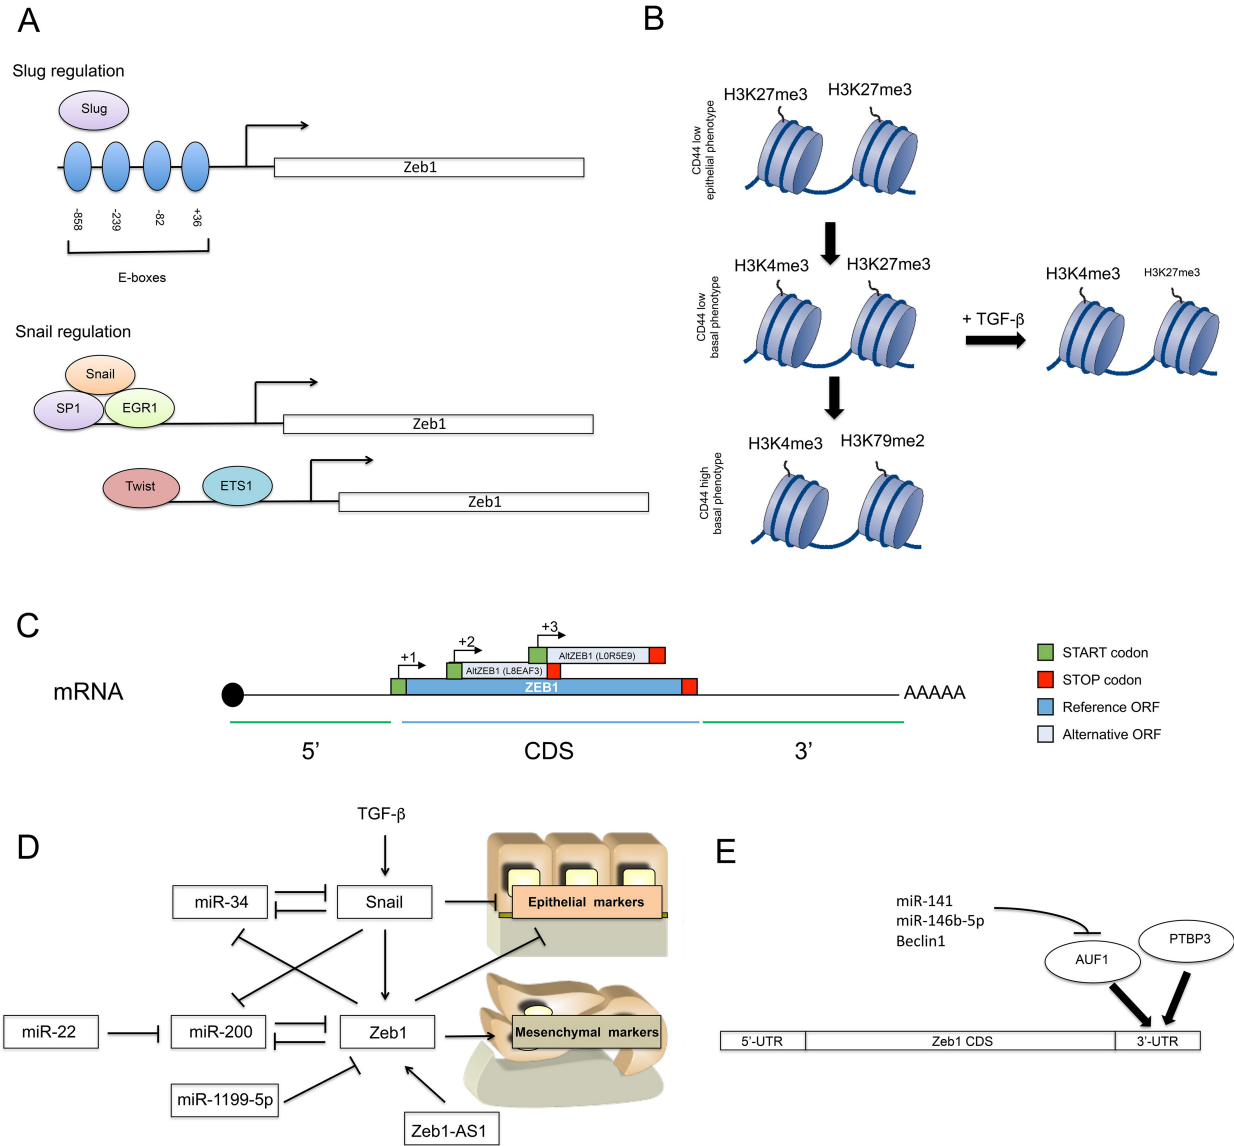 A
Slug regulation
Slug
Zeb1
-858
-239
-82
+36
E-boxes
Snail regulation
Snail
SP1
EGR1
Zeb1
Twist
ETS1
Zeb1
B
CD44 low
epithelial phenotype
H3K27me3
H3K27me3
CD44 low
basal phenotype
H3K4me3
H3K27me3
+ TGF-β
H3K4me3
H3K27me3
CD44 high
basal phenotype
H3K4me3
H3K79me2
C
mRNA
+1
+2
+3
AltZEB1 (L0R5E9)
AltZEB1 (L8EAF3)
ZEB1
AAAAA
5’
CDS
3’
START codon
STOP codon
Reference ORF
Alternative ORF
D
TGF-β
miR-34
Snail
Epithelial markers
miR-22
miR-200
Zeb1
Mesenchymal markers
miR-1199-5p
Zeb1-AS1
E
miR-141
miR-146b-5p
Beclin1
AUF1
PTBP3
5’-UTR
Zeb1 CDS
3’-UTR